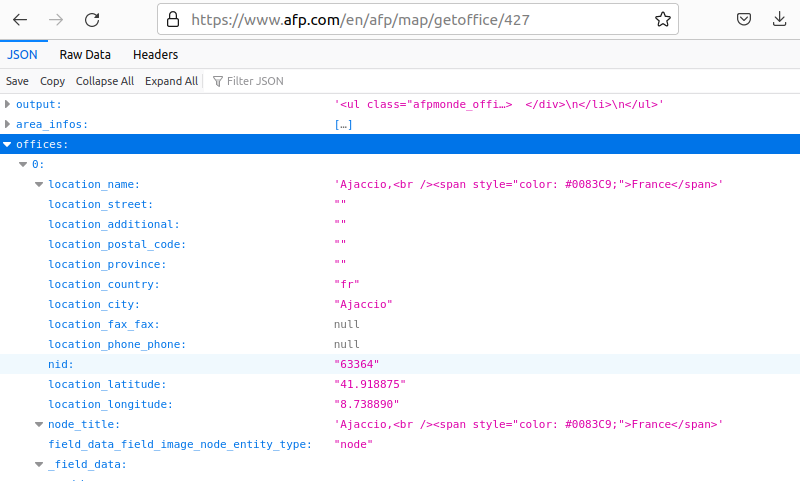 https://www.afp.com/en/afp/map/getoffice/427
JSON Raw Data Headers
Save Copy Collapse All Expand All Filter JSON
output: '<ul class="afpmonde_offi…> </div>\n</li>\n</ul>'
area_infos: […]
offices:
0:
location_name: 'Ajaccio,<br /><span style="color: #0083C9;">France</span>'
location_street: ""
location_additional: ""
location_postal_code: ""
location_province: ""
location_country: "fr"
location_city: "Ajaccio"
location_fax_fax: null
location_phone_phone: null
nid: "63364"
location_latitude: "41.918875"
location_longitude: "8.738890"
node_title: 'Ajaccio,<br /><span style="color: #0083C9;">France</span>'
field_data_field_image_node_entity_type: "node"
_field_data: